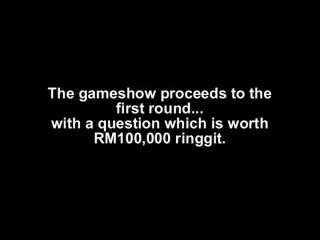 The gameshow proceeds to the
first round...
with a question which is worth
RM100,000 ringgit.